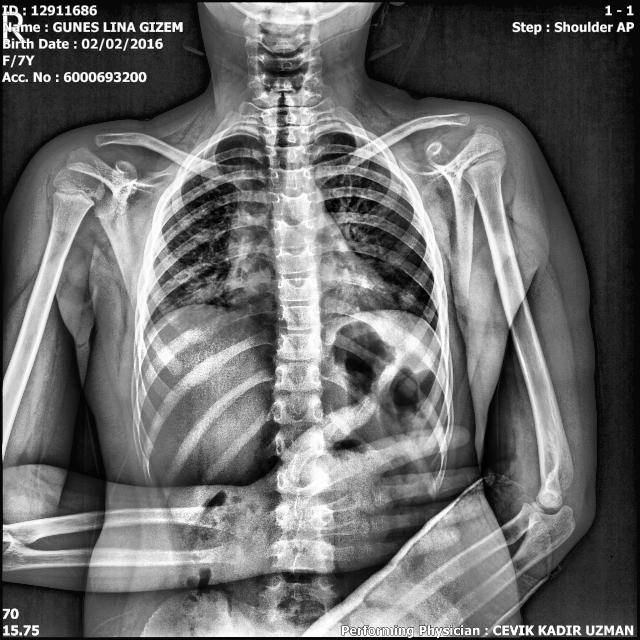 ID : 12911686
Name : GUNES LINA GIZEM
Birth Date : 02/02/2016
F/7Y
Acc. No : 6000693200
R
1 - 1
Step : Shoulder AP
70
15.75
Performing Physician : CEVIK KADIR UZMAN